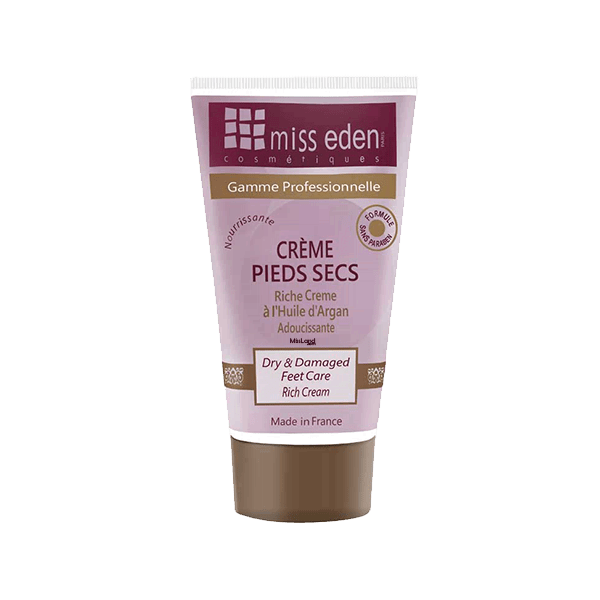 miss eden
PARIS
cosmétiques
Gamme Professionnelle
Nourrissante
FORMULE
SANS PARABEN
CRÈME
PIEDS SECS
Riche Creme
à l'Huile d'Argan
Adoucissante
MissLand
Dry & Damaged
Feet Care
Rich Cream
Made in France